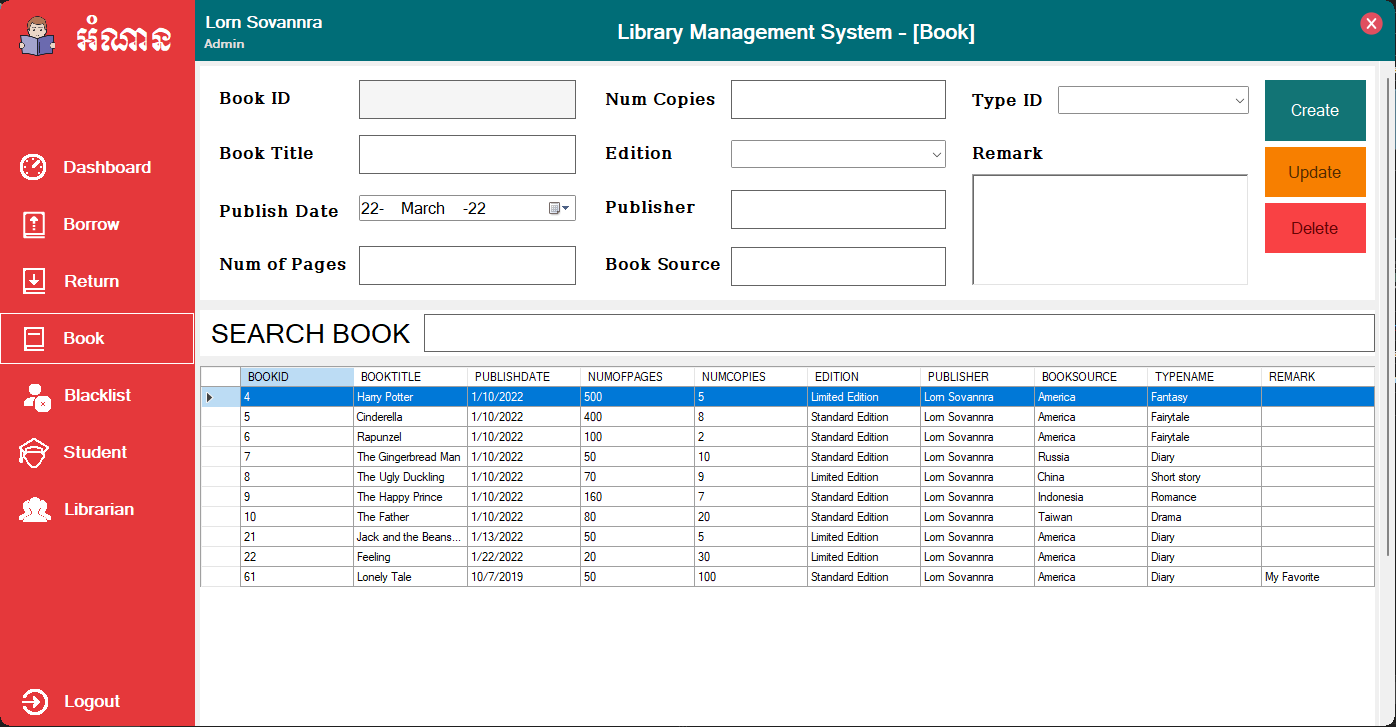 អំណាន
Dashboard
Borrow
Return
Book
Blacklist
Student
Librarian
Logout
Lorn Sovannra
Admin
Library Management System - [Book]
Book ID
Num Copies
Type ID
Create
Book Title
Edition
Remark
Update
Publish Date
22- March -22
Publisher
Delete
Num of Pages
Book Source
SEARCH BOOK
BOOKID BOOKTITLE PUBLISHDATE NUMOFPAGES NUMCOPIES EDITION PUBLISHER BOOKSOURCE TYPENAME REMARK
4 Harry Potter 1/10/2022 500 5 Limited Edition Lorn Sovannra America Fantasy
5 Cinderella 1/10/2022 400 8 Standard Edition Lorn Sovannra America Fairytale
6 Rapunzel 1/10/2022 100 2 Standard Edition Lorn Sovannra America Fairytale
7 The Gingerbread Man 1/10/2022 50 10 Standard Edition Lorn Sovannra Russia Diary
8 The Ugly Duckling 1/10/2022 70 9 Limited Edition Lorn Sovannra China Short story
9 The Happy Prince 1/10/2022 160 7 Standard Edition Lorn Sovannra Indonesia Romance
10 The Father 1/10/2022 80 20 Standard Edition Lorn Sovannra Taiwan Drama
21 Jack and the Beans... 1/13/2022 50 5 Limited Edition Lorn Sovannra America Diary
22 Feeling 1/22/2022 20 30 Limited Edition Lorn Sovannra America Diary
61 Lonely Tale 10/7/2019 50 100 Standard Edition Lorn Sovannra America Diary My Favorite